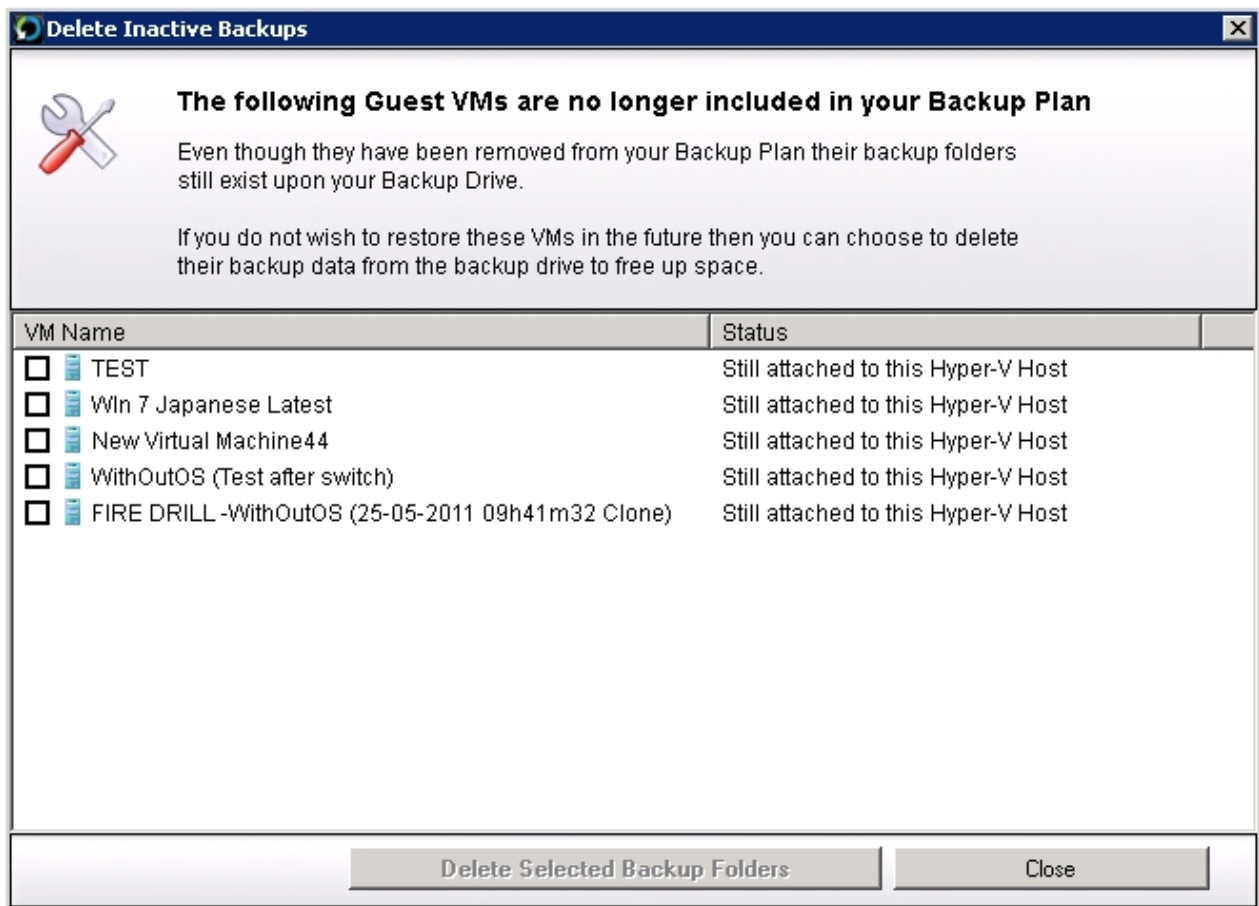 Delete Inactive Backups
The following Guest VMs are no longer included in your Backup Plan
Even though they have been removed from your Backup Plan their backup folders
still exist upon your Backup Drive.
If you do not wish to restore these VMs in the future then you can choose to delete
their backup data from the backup drive to free up space.
VM Name Status
TEST Still attached to this Hyper-V Host
WIn 7 Japanese Latest Still attached to this Hyper-V Host
New Virtual Machine44 Still attached to this Hyper-V Host
WithOutOS (Test after switch) Still attached to this Hyper-V Host
FIRE DRILL -WithOutOS (25-05-2011 09h41m32 Clone) Still attached to this Hyper-V Host
Delete Selected Backup Folders Close